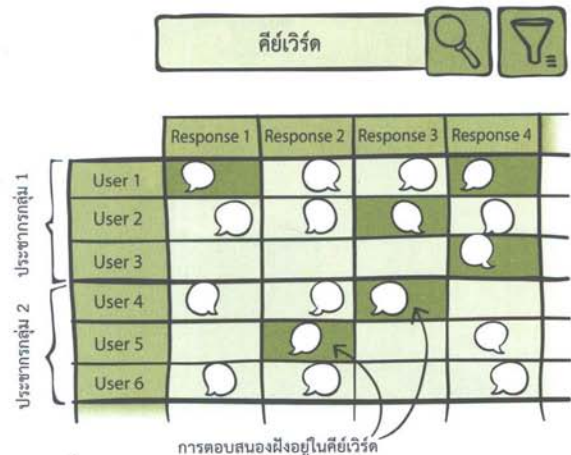 คีย์เวิร์ด
Response 1 Response 2 Response 3 Response 4
ประชากรกลุ่ม 1
User 1
User 2
User 3
ประชากรกลุ่ม 2
User 4
User 5
User 6
การตอบสนองฝังอยู่ในคีย์เวิร์ด